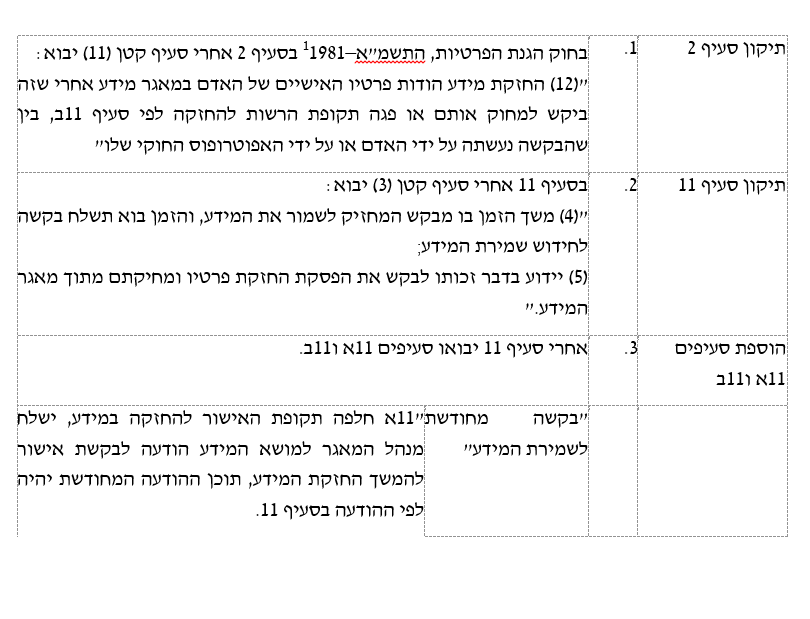 תיקון סעיף 2
1.
בחוק הגנת הפרטיות, התשמ״א–1981¹ בסעיף 2 אחרי סעיף קטן (11) יבוא:
״(12) החזקת מידע הודות פרטיו האישיים של האדם במאגר מידע אחרי שזה
ביקש למחוק אותם או פגה תקופת הרשות להחזקה לפי סעיף 11ב, בין
שהבקשה נעשתה על ידי האדם או על ידי האפוטרופוס החוקי שלו״
תיקון סעיף 11
2.
בסעיף 11 אחרי סעיף קטן (3) יבוא:
״(4) משך הזמן בו מבקש המחזיק לשמור את המידע, והזמן בוא תשלח בקשה
לחידוש שמירת המידע;
(5) יידוע בדבר זכותו לבקש את הפסקת החזקת פרטיו ומחיקתם מתוך מאגר
המידע.״
הוספת סעיפים
11א ו11ב
3.
אחרי סעיף 11 יבואו סעיפים 11א ו11ב.
״בקשה מחודשת
לשמירת המידע״
״11א חלפה תקופת האישור להחזקה במידע, ישלח
מנהל המאגר למושא המידע הודעה לבקשת אישור
להמשך החזקת המידע, תוכן ההודעה המחודשת יהיה
לפי ההודעה בסעיף 11.